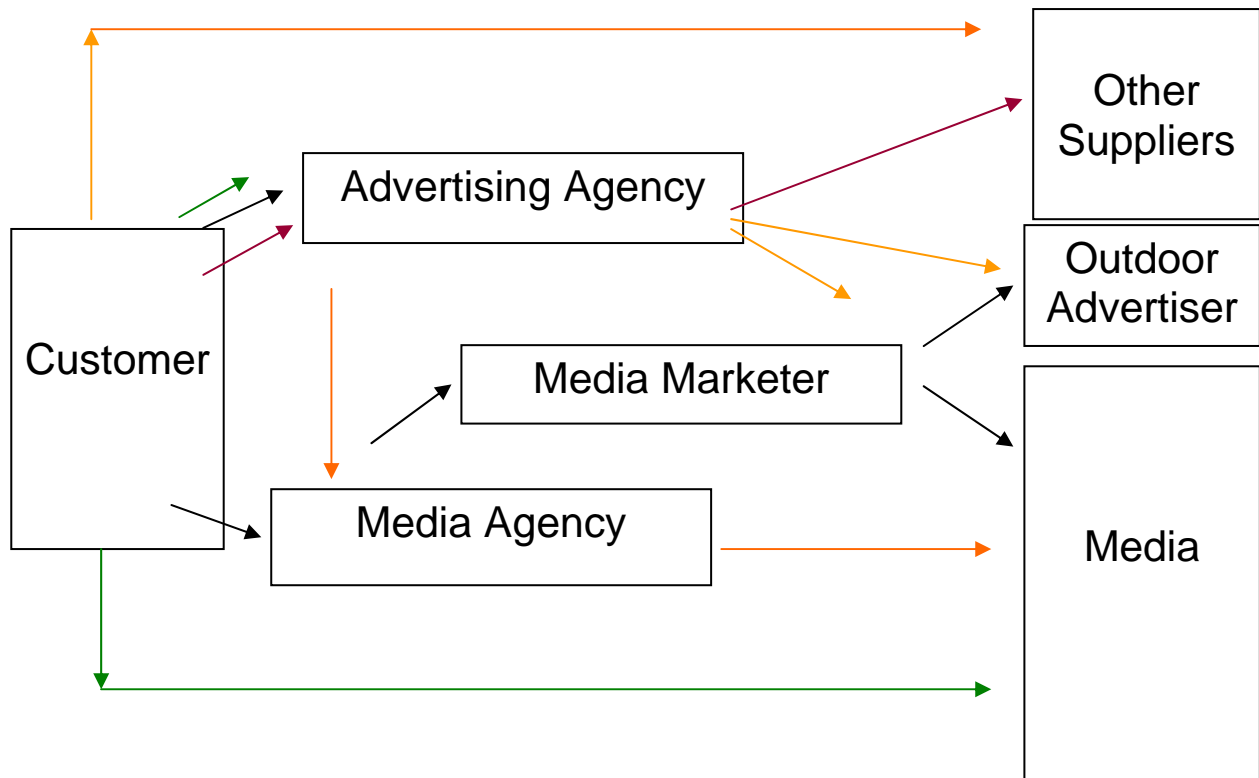 Other
Suppliers
Advertising Agency
Outdoor
Advertiser
Customer
Media Marketer
Media Agency
Media